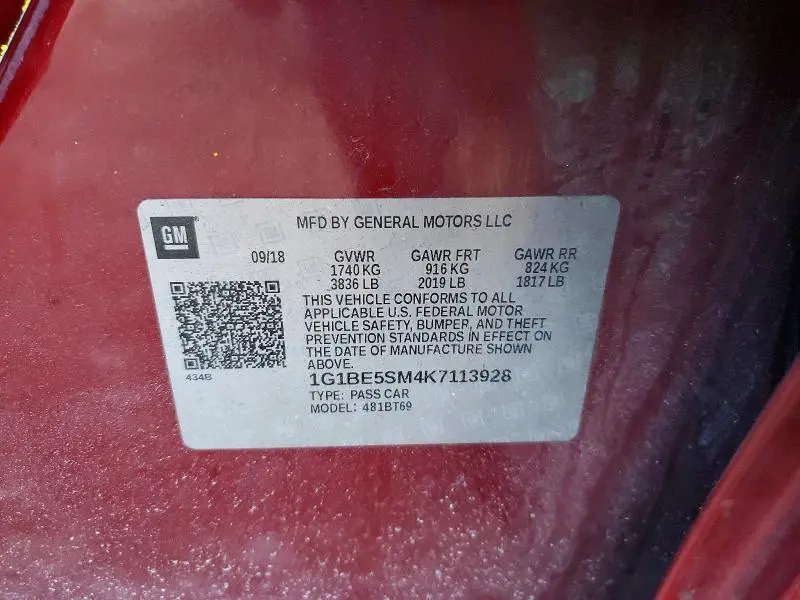 GM
MFD BY GENERAL MOTORS LLC
09/18 GVWR GAWR FRT GAWR RR
1740 KG 916 KG 824 KG
3836 LB 2019 LB 1817 LB
THIS VEHICLE CONFORMS TO ALL
APPLICABLE U.S. FEDERAL MOTOR
VEHICLE SAFETY, BUMPER, AND THEFT
PREVENTION STANDARDS IN EFFECT ON
THE DATE OF MANUFACTURE SHOWN
ABOVE.
434B
1G1BE5SM4K7113928
TYPE: PASS CAR
MODEL: 481BT69